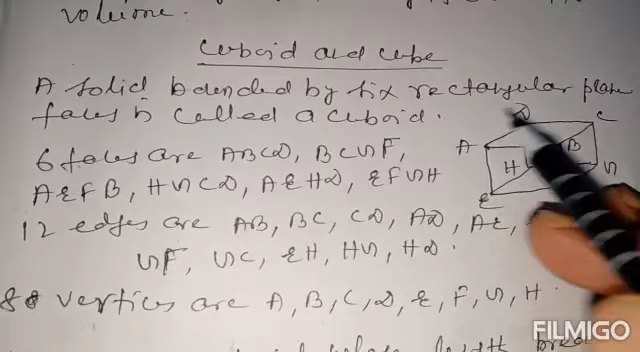 volume.
Cuboid and cube
A solid bounded by six rectangular plane
faces is called a cuboid.
D C
6 faces are ABCD, BCGF,
A B
H G
AEFB, HGCD, AEHD, EFGH
E
12 edges are AB, BC, CD, AD, AE,
GF, GC, EH, HG, HD.
8 vertices are A, B, C, D, E, F, G, H.
length brea
FILMIGO